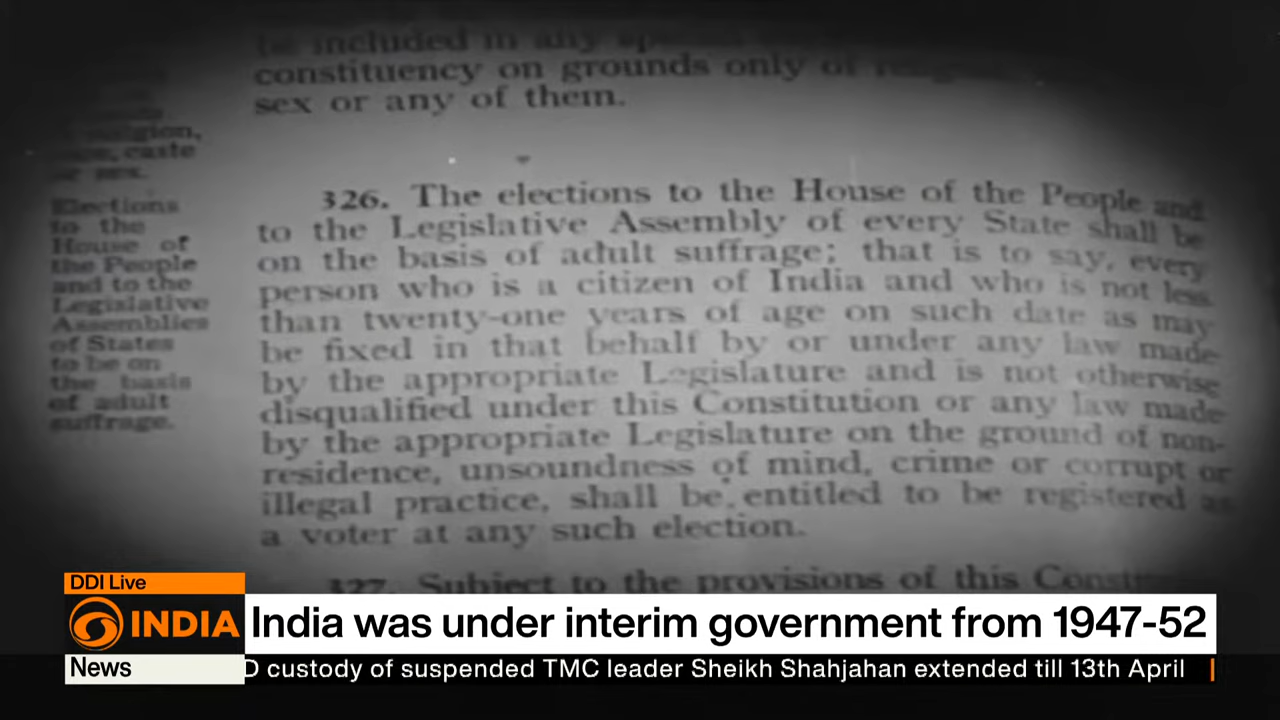 be included in any
constituency on grounds only of
sex or any of them.
religion,
caste
or sex.
Elections
to the
House of
the People
and to the
Legislative
Assemblies
of States
to be on
the basis
of adult
suffrage.
326. The elections to the House of the People and
to the Legislative Assembly of every State shall be
on the basis of adult suffrage; that is to say, every
person who is a citizen of India and who is not less
than twenty-one years of age on such date as may
be fixed in that behalf by or under any law made
by the appropriate Legislature and is not otherwise
disqualified under this Constitution or any law made
by the appropriate Legislature on the ground of non-
residence, unsoundness of mind, crime or corrupt or
illegal practice, shall be entitled to be registered as
a voter at any such election.
327. Subject to the provisions of this
DDI Live
INDIA
India was under interim government from 1947-52
News
D custody of suspended TMC leader Sheikh Shahjahan extended till 13th April